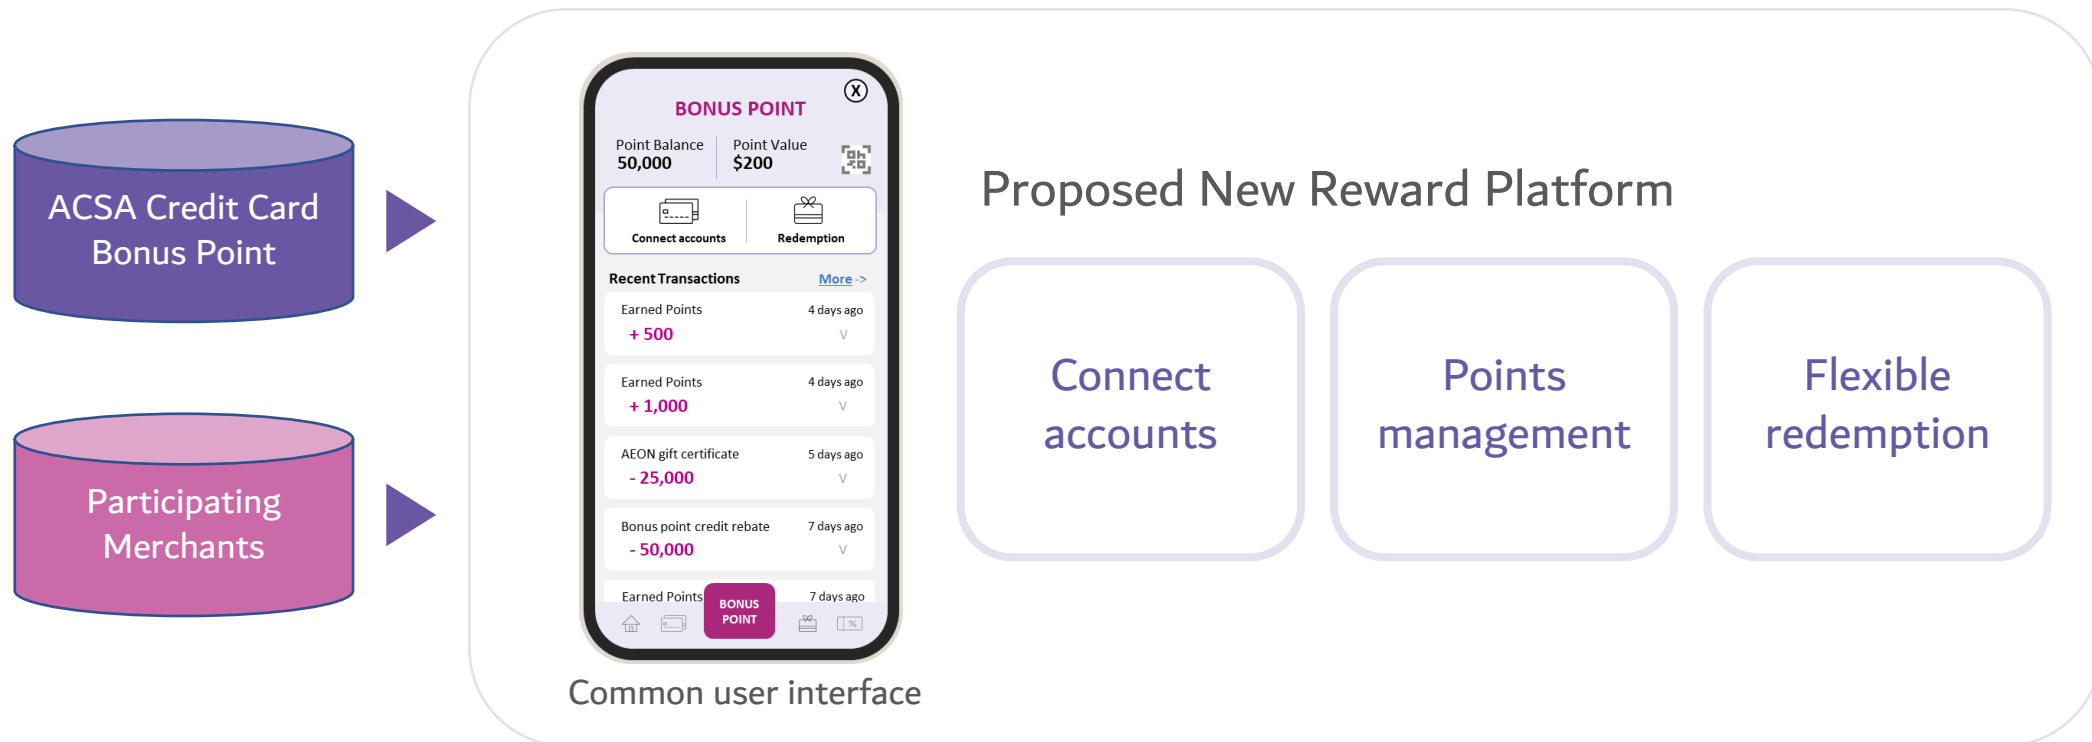 ACSA Credit Card
Bonus Point
Participating
Merchants
X
BONUS POINT
Point Balance
50,000
Point Value
$200
Connect accounts
Redemption
Recent Transactions
More ->
Earned Points
4 days ago
+ 500
V
Earned Points
4 days ago
+ 1,000
V
AEON gift certificate
5 days ago
- 25,000
V
Bonus point credit rebate
7 days ago
- 50,000
V
Earned Points
7 days ago
BONUS
POINT
%
Common user interface
Proposed New Reward Platform
Connect
accounts
Points
management
Flexible
redemption